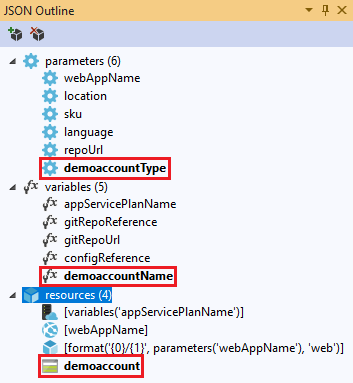 JSON Outline
parameters (6)
webAppName
location
sku
language
repoUrl
demoaccountType
variables (5)
appServicePlanName
gitRepoReference
gitRepoUrl
configReference
demoaccountName
resources (4)
[variables('appServicePlanName')]
[webAppName]
[format('{0}/{1}', parameters('webAppName'), 'web')]
demoaccount